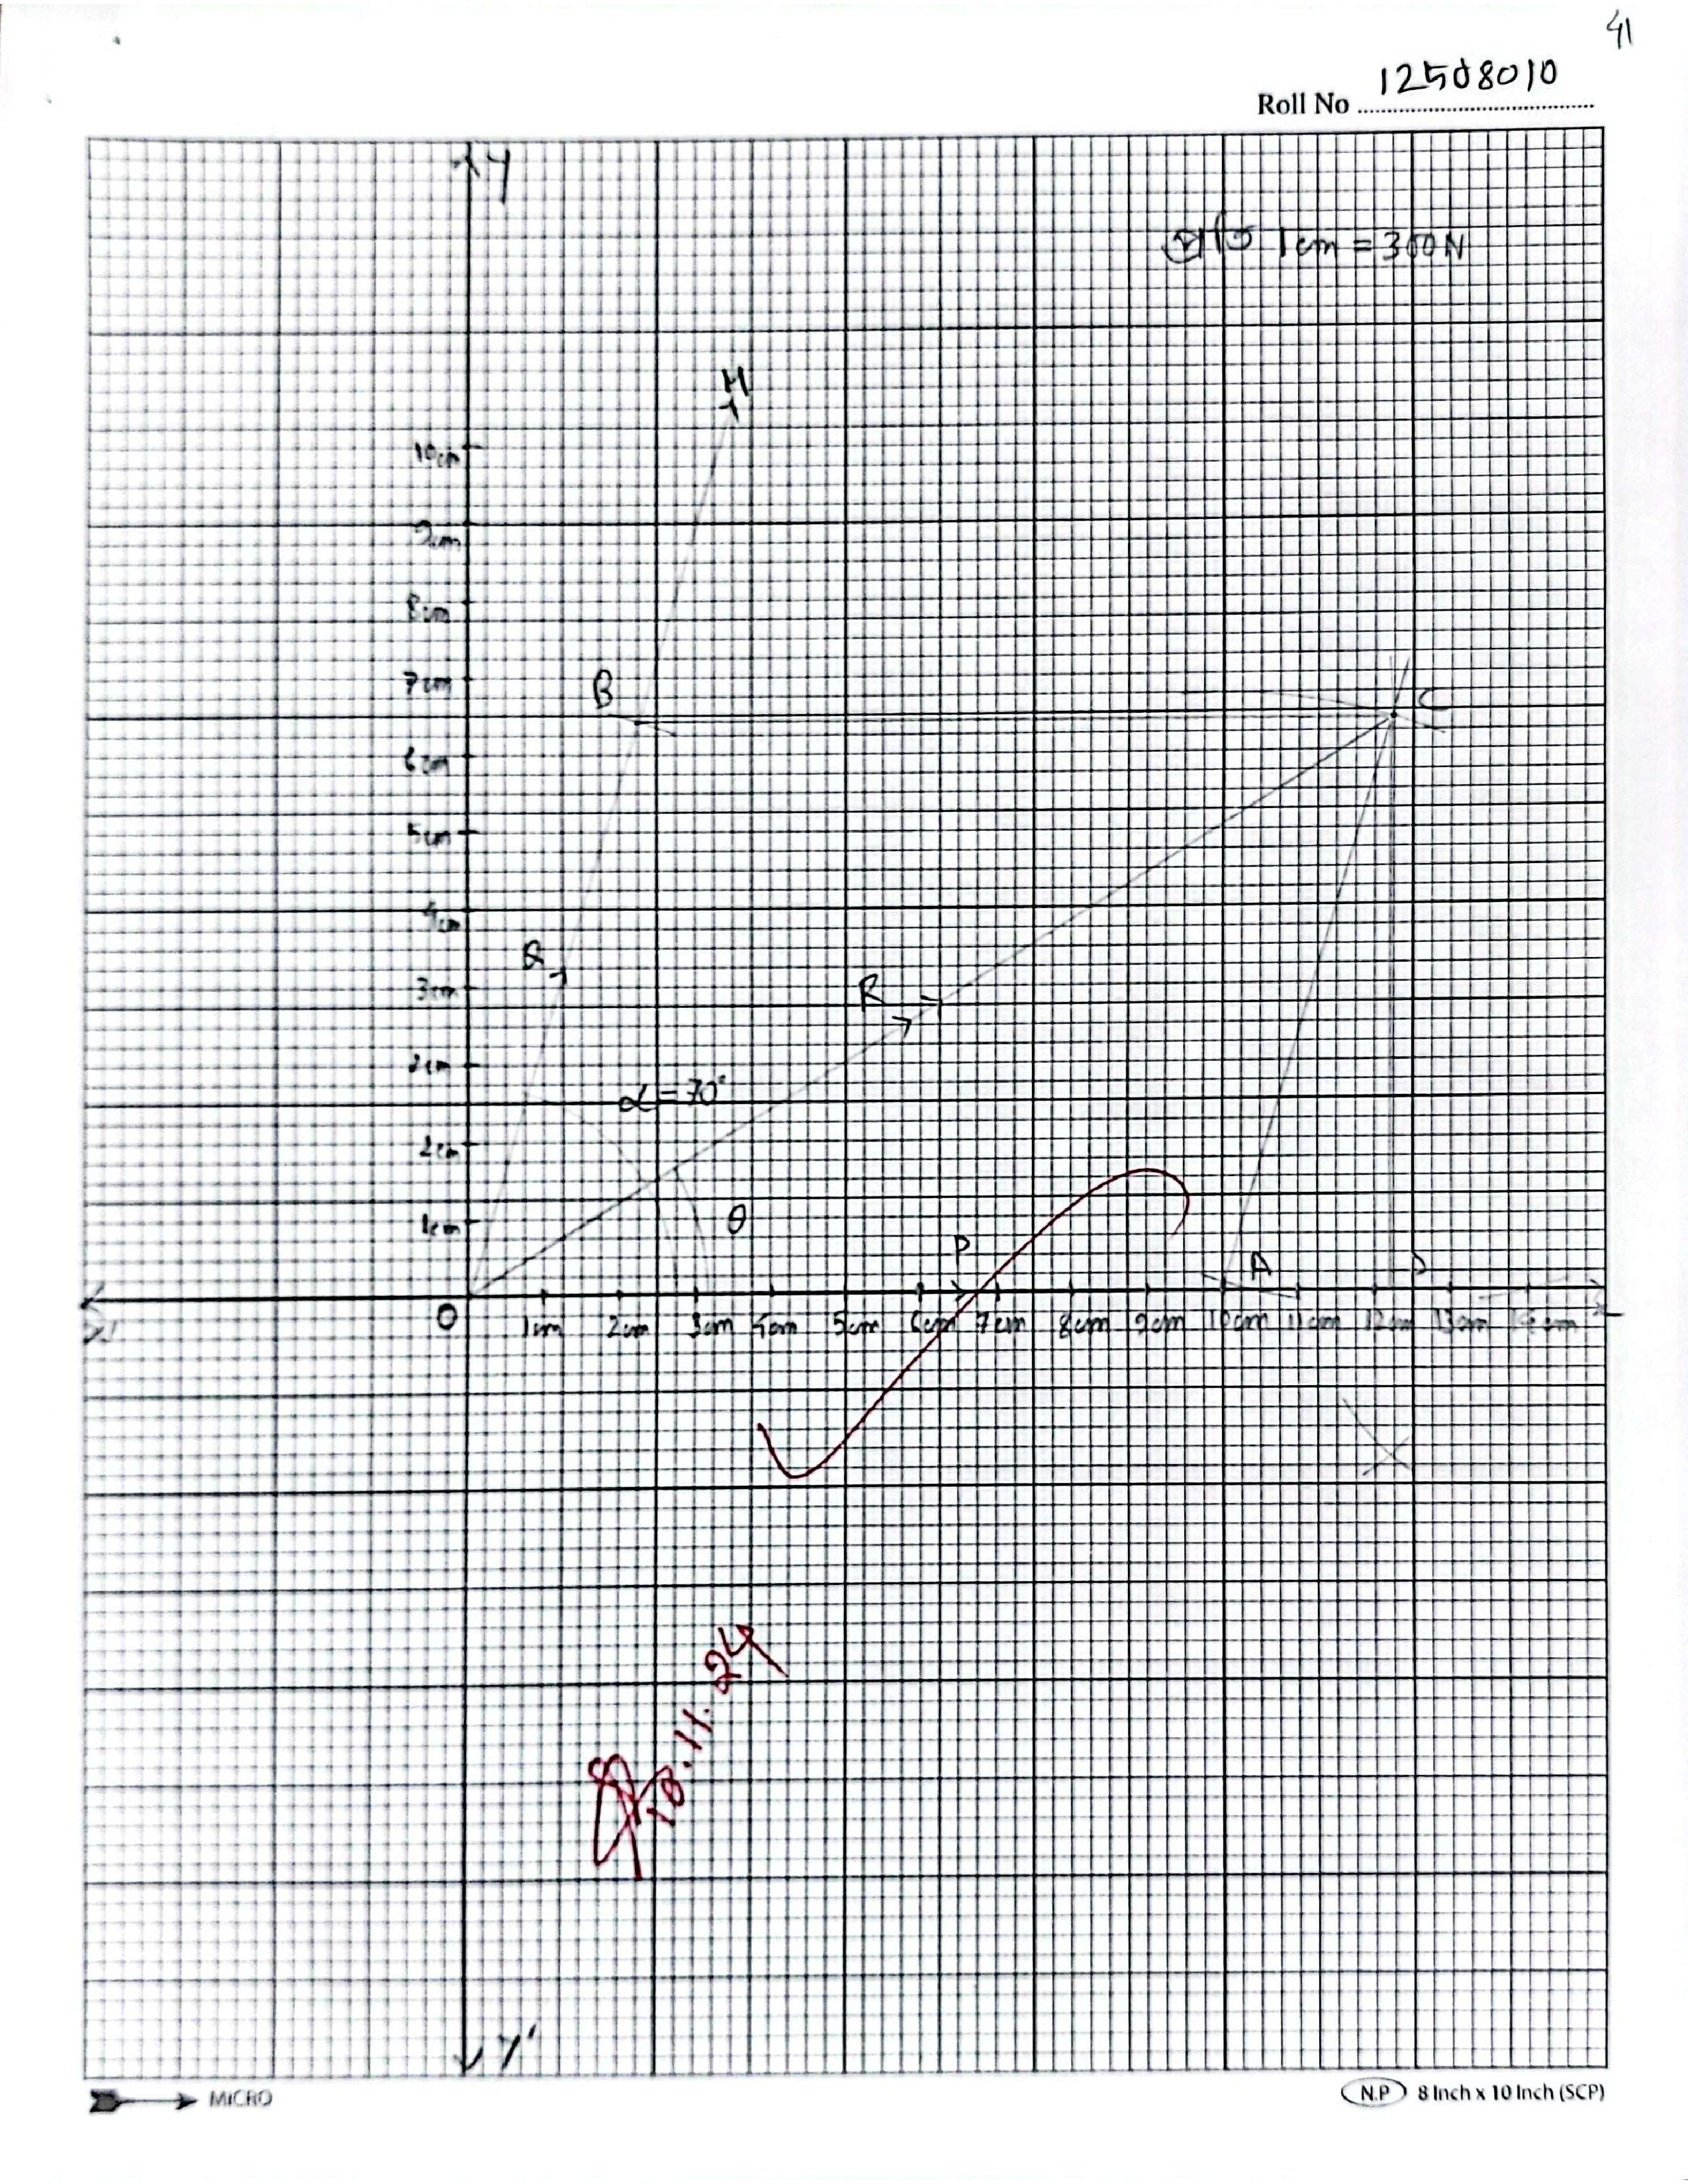 41
Roll No 12508010
Y
1cm = 300N
H
10cm
9cm
8cm
7cm
B
C
6cm
5cm
4cm
Q
3cm
R
2cm
α = 70°
2cm
1cm
θ
P
A
D
O
1cm 2cm 3cm 4cm 5cm 6cm 7cm 8cm 9cm 10cm 11cm 12cm 13cm 14cm
18.11.24
Y'
MICRO
N.P 8 Inch x 10 Inch (SCP)